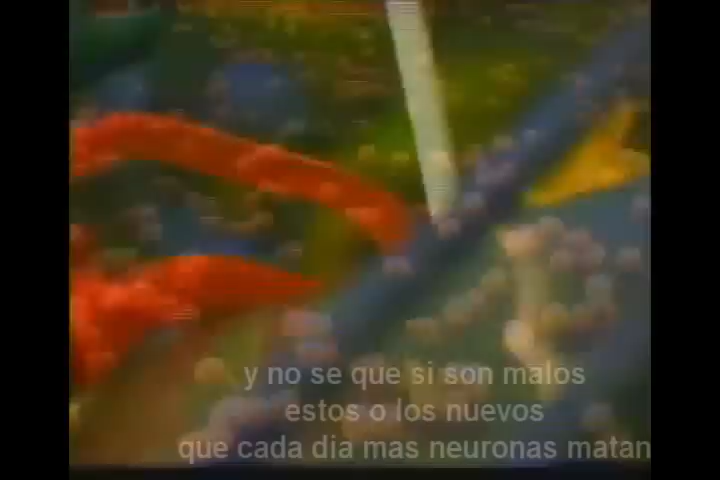 y no se que si son malos
estos o los nuevos
que cada dia mas neuronas matan